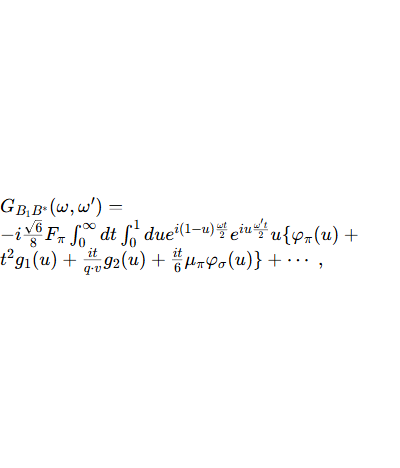 $G_{B_1 B^*}(\omega, \omega') =$
$-i\frac{\sqrt{6}}{8} F_\pi \int_0^\infty dt \int_0^1 du e^{i(1-u)\frac{\omega t}{2}} e^{iu\frac{\omega' t}{2}} u\{\varphi_\pi(u) +$
$t^2 g_1(u) + \frac{it}{q \cdot v} g_2(u) + \frac{it}{6} \mu_\pi \varphi_\sigma(u)\} + \cdots \ ,$